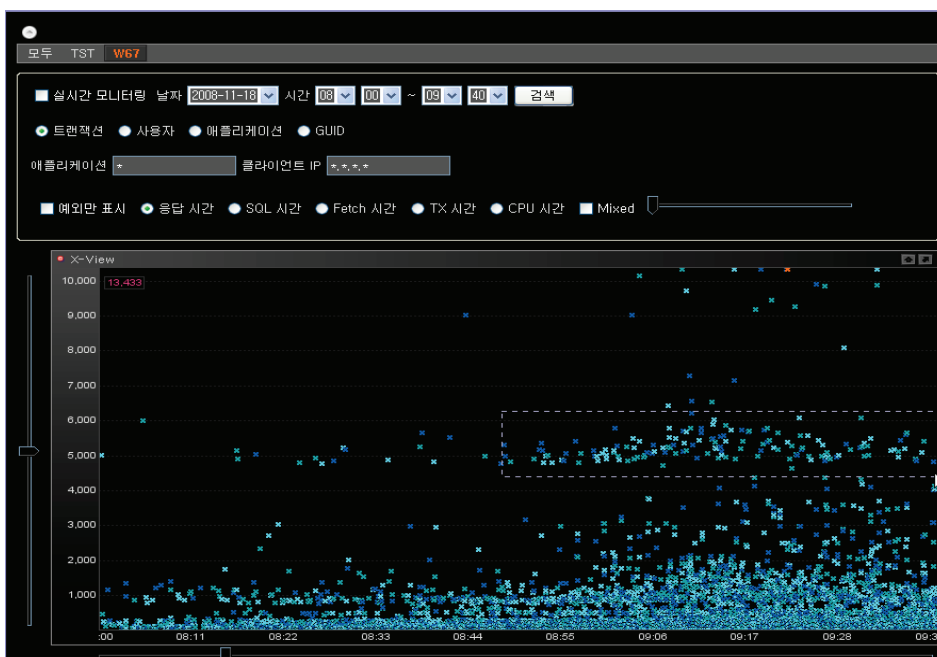 모두 TST W67
실시간 모니터링 날짜 2008-11-18 시간 08 00 ~ 09 40 검색
트랜잭션 사용자 애플리케이션 GUID
애플리케이션 * 클라이언트 IP *.*.*.*
예외만 표시 응답 시간 SQL 시간 Fetch 시간 TX 시간 CPU 시간 Mixed
X-View
10,000 13,433
9,000
8,000
7,000
6,000
5,000
4,000
3,000
2,000
1,000
:00 08:11 08:22 08:33 08:44 08:55 09:06 09:17 09:28 09:3